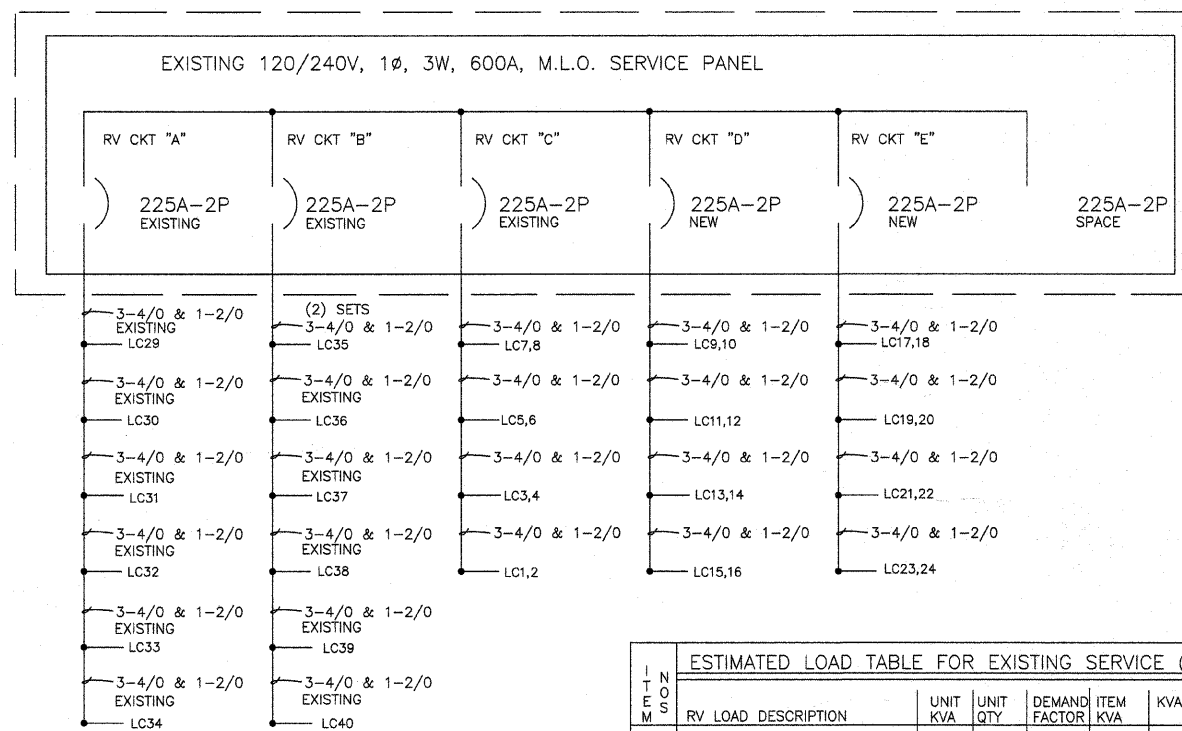 EXISTING 120/240V, 1ø, 3W, 600A, M.L.O. SERVICE PANEL
RV CKT "A"
RV CKT "B"
RV CKT "C"
RV CKT "D"
RV CKT "E"
225A-2P
EXISTING
225A-2P
EXISTING
225A-2P
EXISTING
225A-2P
NEW
225A-2P
NEW
225A-2P
SPACE
3-4/0 & 1-2/0
EXISTING
LC29
3-4/0 & 1-2/0
EXISTING
LC30
3-4/0 & 1-2/0
EXISTING
LC31
3-4/0 & 1-2/0
EXISTING
LC32
3-4/0 & 1-2/0
EXISTING
LC33
3-4/0 & 1-2/0
EXISTING
LC34
(2) SETS
3-4/0 & 1-2/0
LC35
3-4/0 & 1-2/0
EXISTING
LC36
3-4/0 & 1-2/0
EXISTING
LC37
3-4/0 & 1-2/0
EXISTING
LC38
3-4/0 & 1-2/0
EXISTING
LC39
3-4/0 & 1-2/0
EXISTING
LC40
3-4/0 & 1-2/0
LC7,8
3-4/0 & 1-2/0
LC5,6
3-4/0 & 1-2/0
LC3,4
3-4/0 & 1-2/0
LC1,2
3-4/0 & 1-2/0
LC9,10
3-4/0 & 1-2/0
LC11,12
3-4/0 & 1-2/0
LC13,14
3-4/0 & 1-2/0
LC15,16
3-4/0 & 1-2/0
LC17,18
3-4/0 & 1-2/0
LC19,20
3-4/0 & 1-2/0
LC21,22
3-4/0 & 1-2/0
LC23,24
ESTIMATED LOAD TABLE FOR EXISTING SERVICE (
ITEM NOS
RV LOAD DESCRIPTION
UNIT KVA
UNIT QTY
DEMAND FACTOR
ITEM KVA
KVA